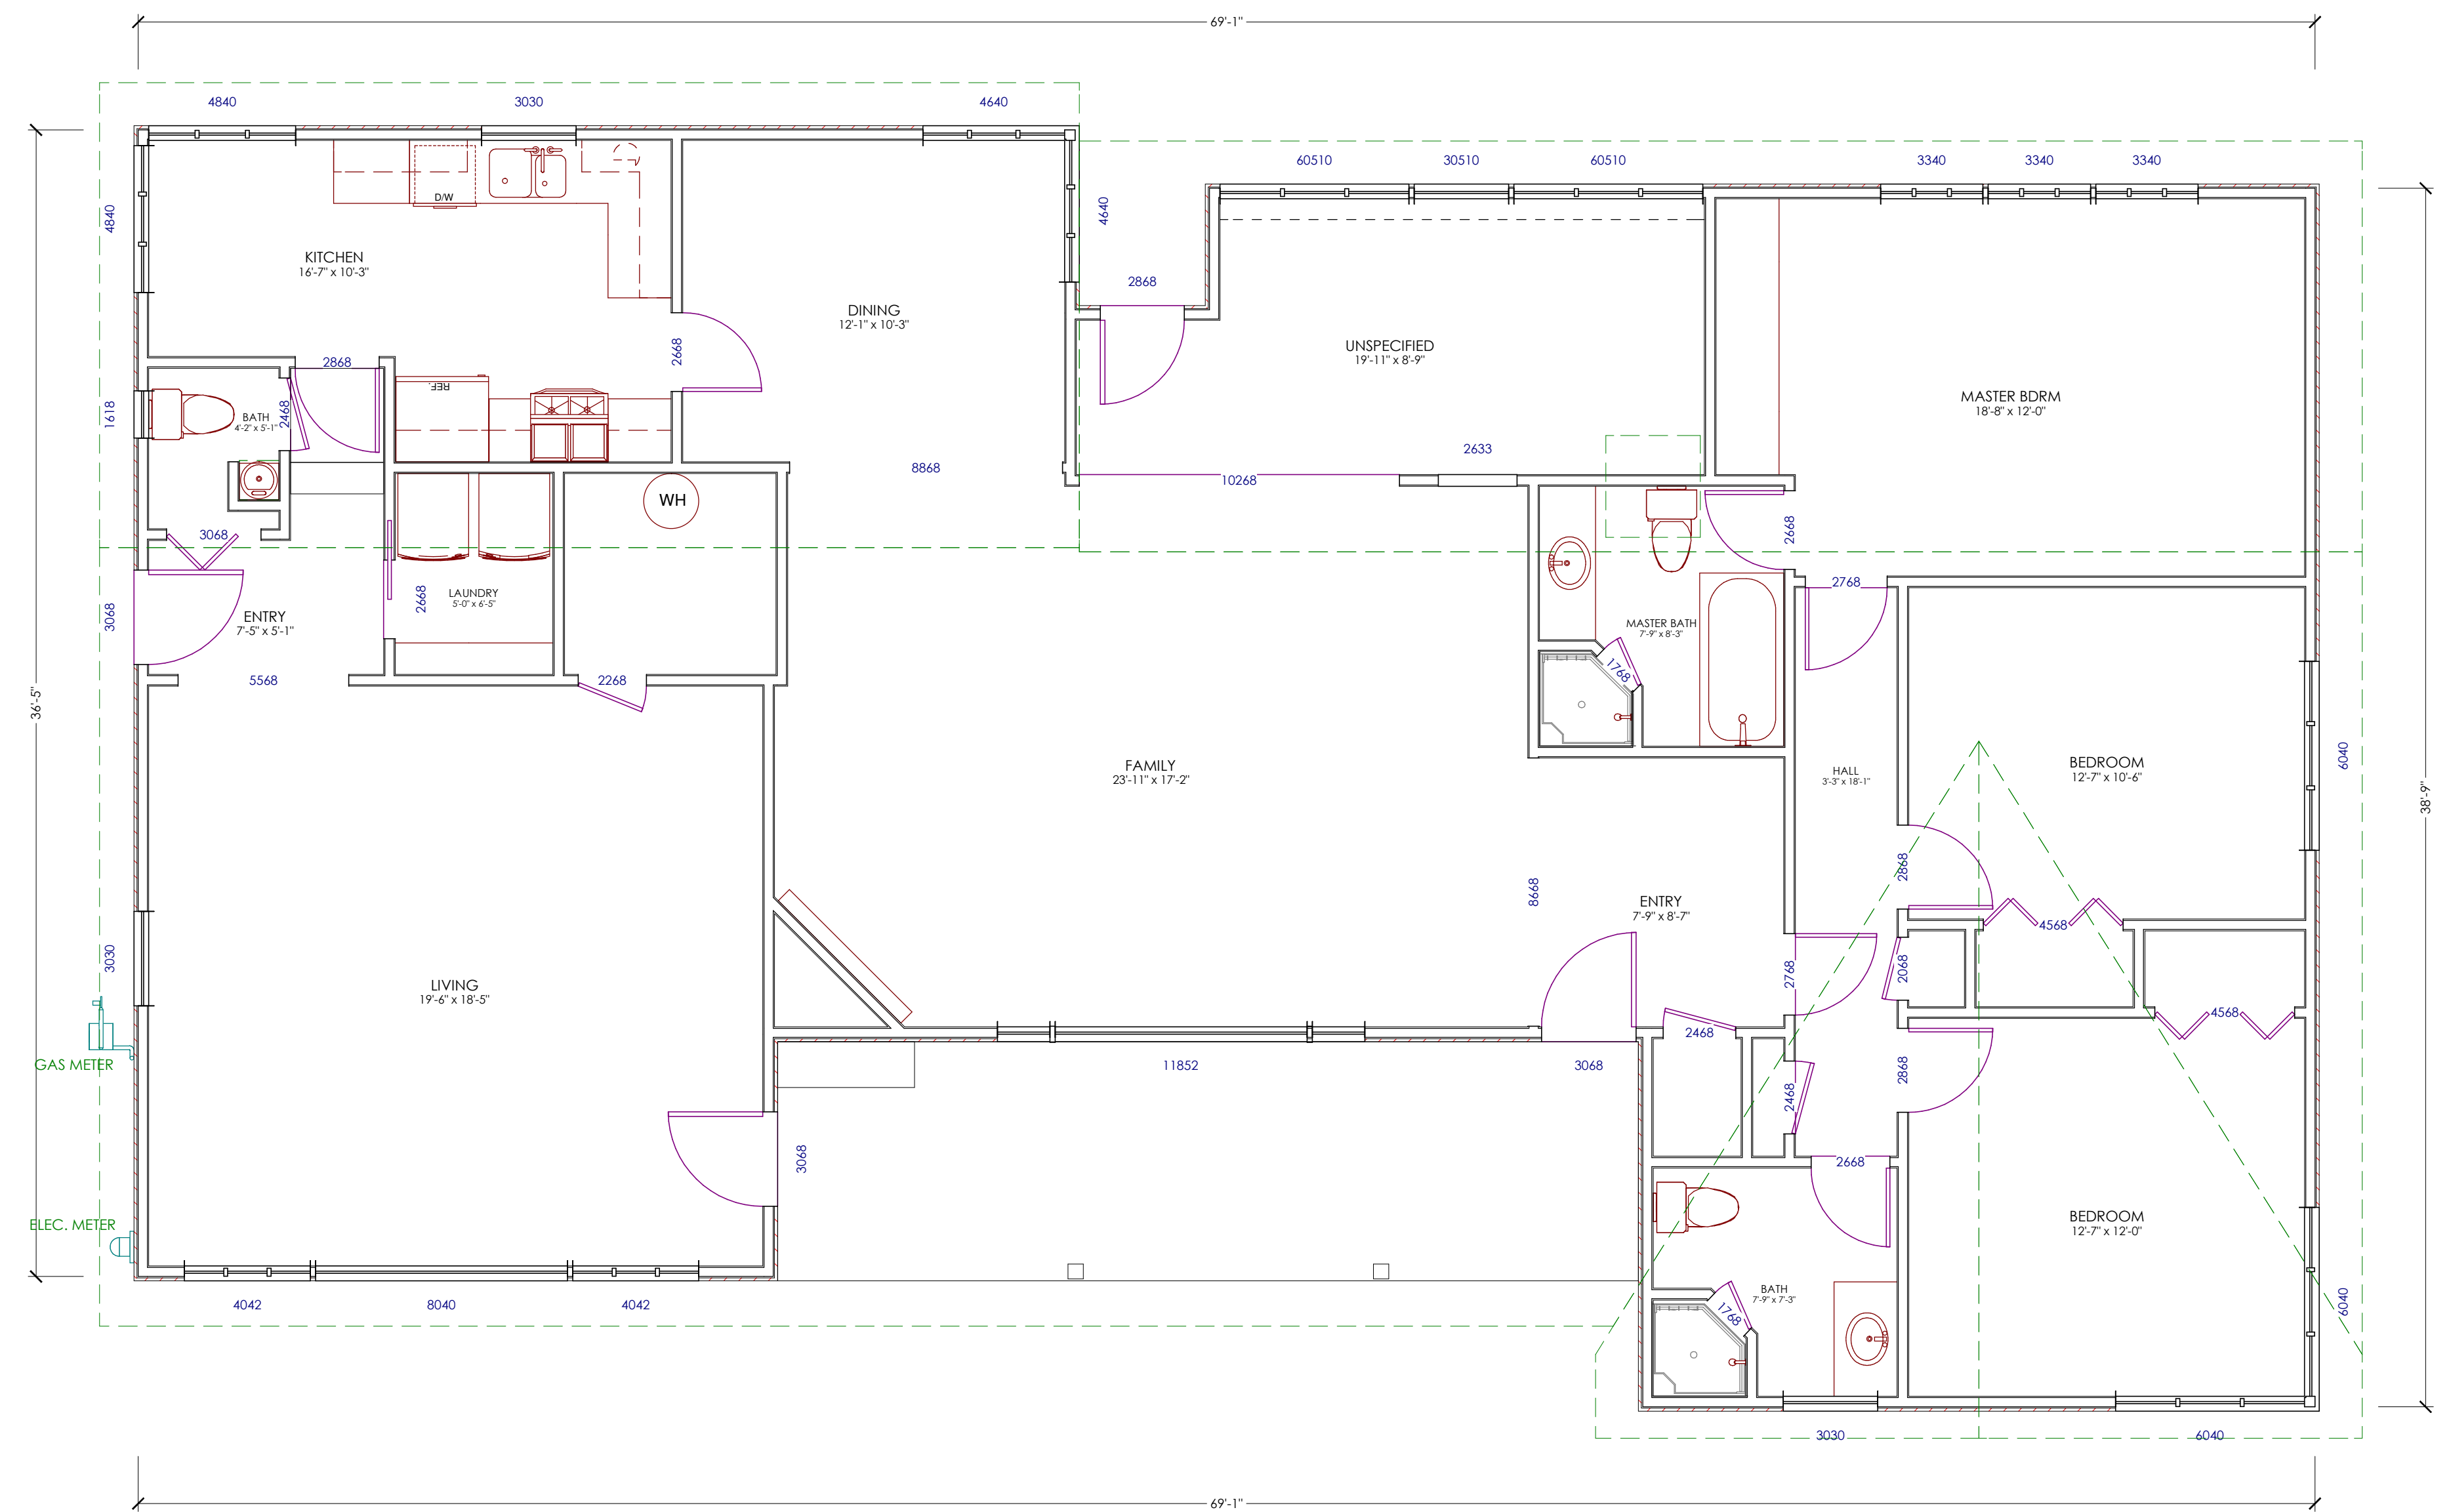 69'-1"
4840
3030
4640
60510
30510
60510
3340
3340
3340
4840
4640
D/W
KITCHEN
16'-7" x 10'-3"
2868
DINING
12'-1" x 10'-3"
2668
UNSPECIFIED
19'-11" x 8'-9"
2868
REF.
MASTER BDRM
18'-8" x 12'-0"
1618
BATH
4'-2" x 5'-1"
2468
2633
8868
10268
WH
3068
2668
2768
3068
ENTRY
7'-5" x 5'-1"
2668
LAUNDRY
5'-0" x 6'-5"
MASTER BATH
7'-9" x 8'-3"
1768
5568
2268
36'-5"
FAMILY
23'-11" x 17'-2"
HALL
3'-3" x 18'-1"
BEDROOM
12'-7" x 10'-6"
6040
38'-9"
2868
8668
ENTRY
7'-9" x 8'-7"
4568
3030
2768
2068
LIVING
19'-6" x 18'-5"
4568
2468
GAS METER
11852
3068
2868
2468
3068
2668
ELEC. METER
BEDROOM
12'-7" x 12'-0"
BATH
7'-9" x 7'-3"
1768
6040
4042
8040
4042
3030
6040
69'-1"